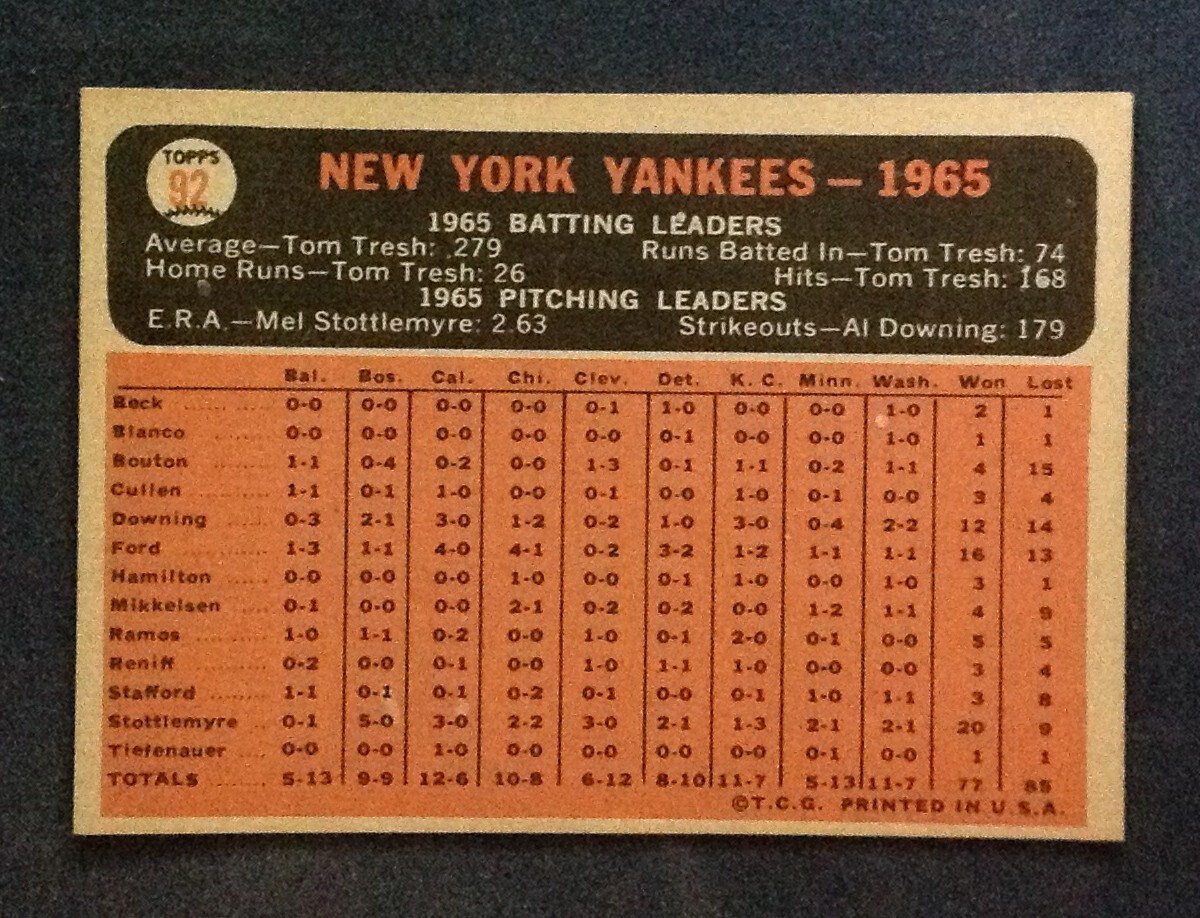 TOPPS
92
NEW YORK YANKEES — 1965
1965 BATTING LEADERS
Average—Tom Tresh: .279 Runs Batted In—Tom Tresh: 74
Home Runs—Tom Tresh: 26 Hits—Tom Tresh: 168
1965 PITCHING LEADERS
E.R.A.—Mel Stottlemyre: 2.63 Strikeouts—Al Downing: 179
Bal. Bos. Cal. Chi. Clev. Det. K. C. Minn. Wash. Won Lost
Beck 0-0 0-0 0-0 0-0 0-1 1-0 0-0 0-0 1-0 2 1
Blanco 0-0 0-0 0-0 0-0 0-0 0-1 0-0 0-0 1-0 1 1
Bouton 1-1 0-4 0-2 0-0 1-3 0-1 1-1 0-2 1-1 4 15
Cullen 1-1 0-1 1-0 0-0 0-1 0-0 1-0 0-1 0-0 3 4
Downing 0-3 2-1 3-0 1-2 0-2 1-0 3-0 0-4 2-2 12 14
Ford 1-3 1-1 4-0 4-1 0-2 3-2 1-2 1-1 1-1 16 13
Hamilton 0-0 0-0 0-0 1-0 0-0 0-1 1-0 0-0 1-0 3 1
Mikkelsen 0-1 0-0 0-0 2-1 0-2 0-2 0-0 1-2 1-1 4 9
Ramos 1-0 1-1 0-2 0-0 1-0 0-1 2-0 0-1 0-0 5 5
Reniff 0-2 0-0 0-1 0-0 1-0 1-1 1-0 0-0 0-0 3 4
Stafford 1-1 0-1 0-1 0-2 0-1 0-0 0-1 1-0 1-1 3 8
Stottlemyre 0-1 5-0 3-0 2-2 3-0 2-1 1-3 2-1 2-1 20 9
Tiefenauer 0-0 0-0 1-0 0-0 0-0 0-0 0-0 0-1 0-0 1 1
TOTALS 5-13 9-9 12-6 10-8 6-12 8-10 11-7 5-13 11-7 77 85
©T.C.G. PRINTED IN U.S.A.